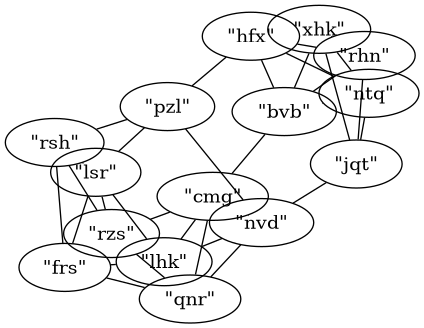 "xhk"
"hfx"
"rhn"
"ntq"
"pzl"
"bvb"
"rsh"
"jqt"
"lsr"
"cmg"
"nvd"
"rzs"
"lhk"
"frs"
"qnr"